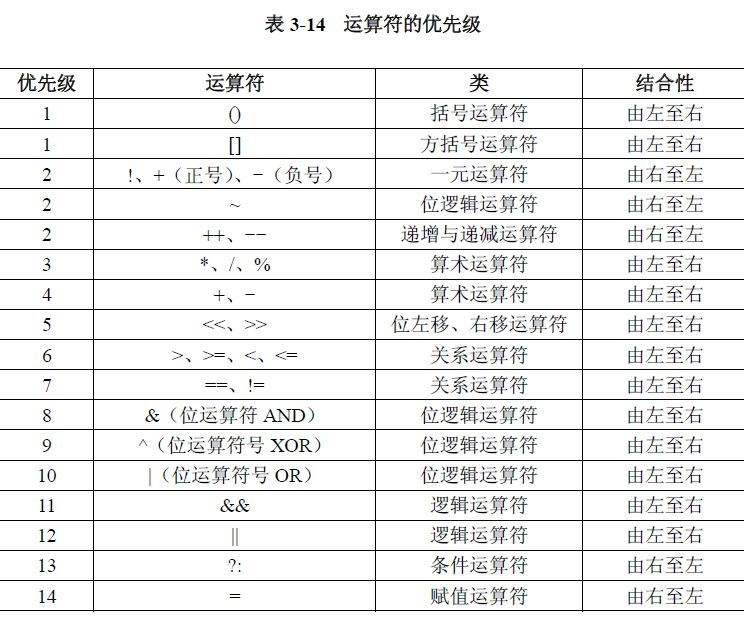 表 3-14 运算符的优先级
优先级 运算符 类 结合性
1 () 括号运算符 由左至右
1 [] 方括号运算符 由左至右
2 !、+（正号）、−（负号） 一元运算符 由右至左
2 ~ 位逻辑运算符 由右至左
2 ++、−− 递增与递减运算符 由右至左
3 *、/、% 算术运算符 由左至右
4 +、− 算术运算符 由左至右
5 <<、>> 位左移、右移运算符 由左至右
6 >、>=、<、<= 关系运算符 由左至右
7 ==、!= 关系运算符 由左至右
8 &（位运算符 AND） 位逻辑运算符 由左至右
9 ^（位运算符号 XOR） 位逻辑运算符 由左至右
10 |（位运算符号 OR） 位逻辑运算符 由左至右
11 && 逻辑运算符 由左至右
12 || 逻辑运算符 由左至右
13 ?: 条件运算符 由右至左
14 = 赋值运算符 由右至左